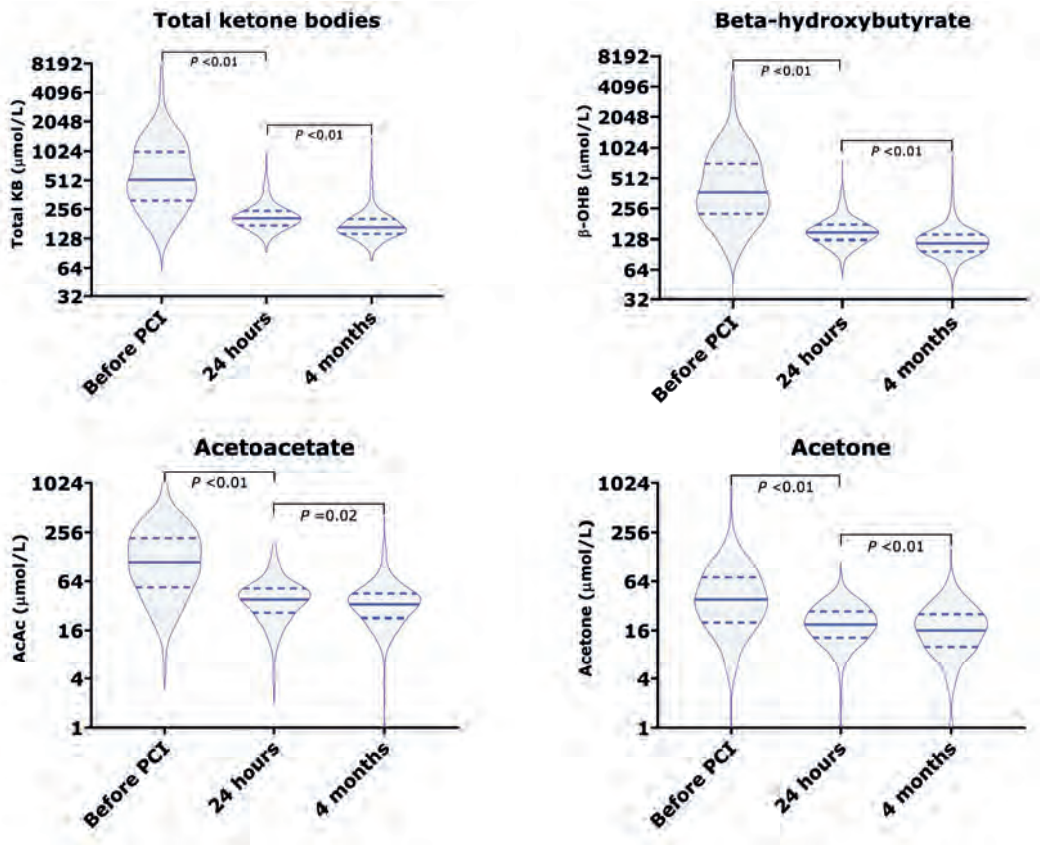 Total ketone bodies
Total KB (µmol/L)
8192
4096
2048
1024
512
256
128
64
32
P <0.01
P <0.01
Before PCI
24 hours
4 months
Beta-hydroxybutyrate
β-OHB (µmol/L)
8192
4096
2048
1024
512
256
128
64
32
P <0.01
P <0.01
Before PCI
24 hours
4 months
Acetoacetate
AcAc (µmol/L)
1024
256
64
16
4
1
P <0.01
P =0.02
Before PCI
24 hours
4 months
Acetone
Acetone (µmol/L)
1024
256
64
16
4
1
P <0.01
P <0.01
Before PCI
24 hours
4 months